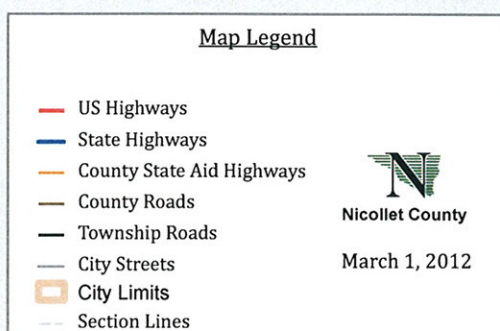 Map Legend
US Highways
State Highways
County State Aid Highways
County Roads
Township Roads
City Streets
City Limits
Section Lines
N
Nicollet County
March 1, 2012